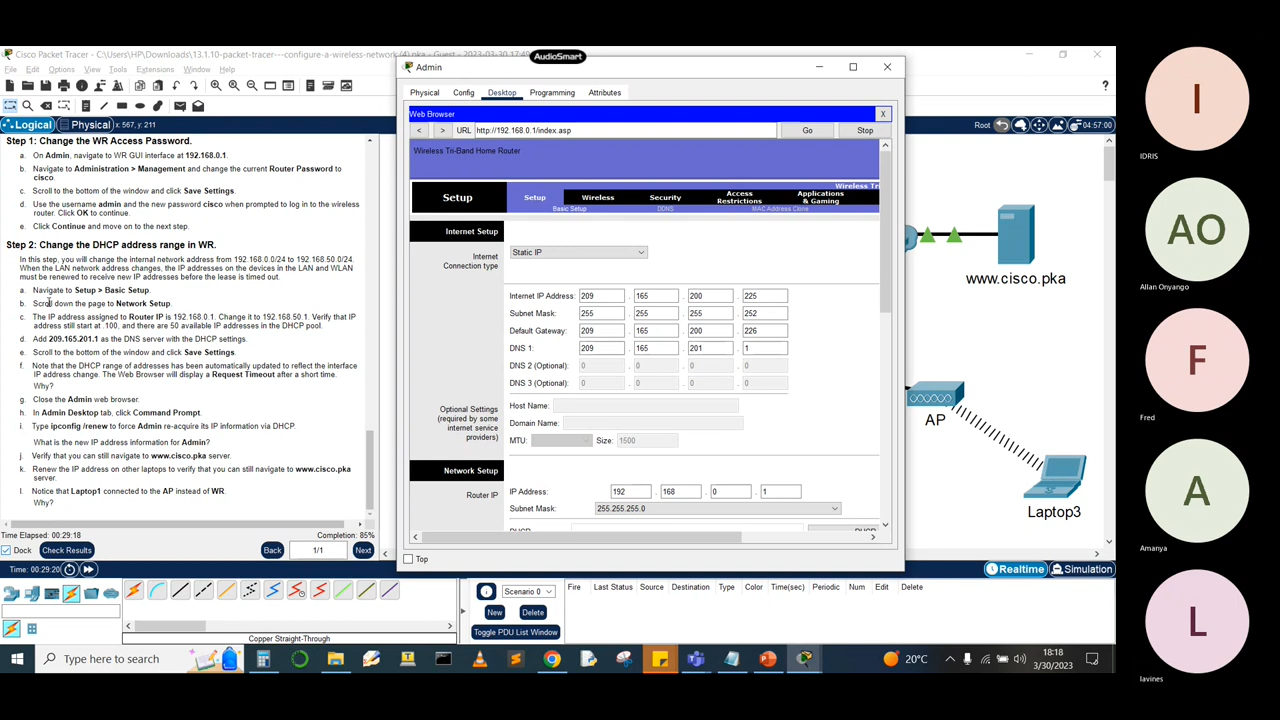 AudioSmart
Cisco Packet Tracer - C:\Users\HP\Downloads\13.1.10-packet-tracer---configure-a-wireless-network (4).pka - Guest - 2023-03-30 17:49
File Edit Options View Tools Extensions Window Help
Logical Physical x: 567, y: 211
Root 04:57:00
Step 1: Change the WR Access Password.
a. On Admin, navigate to WR GUI interface at 192.168.0.1.
b. Navigate to Administration > Management and change the current Router Password to
cisco.
c. Scroll to the bottom of the window and click Save Settings.
d. Use the username admin and the new password cisco when prompted to log in to the wireless
router. Click OK to continue.
e. Click Continue and move on to the next step.
Step 2: Change the DHCP address range in WR.
In this step, you will change the internal network address from 192.168.0.0/24 to 192.168.50.0/24.
When the LAN network address changes, the IP addresses on the devices in the LAN and WLAN
must be renewed to receive new IP addresses before the lease is timed out.
a. Navigate to Setup > Basic Setup.
b. Scroll down the page to Network Setup.
c. The IP address assigned to Router IP is 192.168.0.1. Change it to 192.168.50.1. Verify that IP
address still start at .100, and there are 50 available IP addresses in the DHCP pool.
d. Add 209.165.201.1 as the DNS server with the DHCP settings.
e. Scroll to the bottom of the window and click Save Settings.
f. Note that the DHCP range of addresses has been automatically updated to reflect the interface
IP address change. The Web Browser will display a Request Timeout after a short time.
Why?
g. Close the Admin web browser.
h. In Admin Desktop tab, click Command Prompt.
i. Type ipconfig /renew to force Admin re-acquire its IP information via DHCP.
What is the new IP address information for Admin?
j. Verify that you can still navigate to www.cisco.pka server.
k. Renew the IP address on other laptops to verify that you can still navigate to www.cisco.pka
server.
l. Notice that Laptop1 connected to the AP instead of WR.
Why?
Time Elapsed: 00:29:18 Completion: 85%
Dock Check Results Back 1/1 Next
Admin
Physical Config Desktop Programming Attributes
Web Browser X
< > URL http://192.168.0.1/index.asp Go Stop
Wireless Tri-Band Home Router
Wireless Tri
Setup Setup Wireless Security Access Restrictions Applications & Gaming
Basic Setup DDNS MAC Address Clone
Internet Setup
Internet Connection type Static IP
Internet IP Address: 209 . 165 . 200 . 225
Subnet Mask: 255 . 255 . 255 . 252
Default Gateway: 209 . 165 . 200 . 226
DNS 1: 209 . 165 . 201 . 1
DNS 2 (Optional): 0 . 0 . 0 . 0
DNS 3 (Optional): 0 . 0 . 0 . 0
Optional Settings (required by some internet service providers)
Host Name:
Domain Name:
MTU: Size: 1500
Network Setup
Router IP
IP Address: 192 . 168 . 0 . 1
Subnet Mask: 255.255.255.0
DHCP DHCP
Top
www.cisco.pka
AP
Laptop3
Time: 00:29:20 Realtime Simulation
Copper Straight-Through
Scenario 0
New Delete
Toggle PDU List Window
Fire Last Status Source Destination Type Color Time(sec) Periodic Num Edit Delete
Type here to search
20°C
18:18
3/30/2023
I
IDRIS
AO
Allan Onyango
F
Fred
A
Amanya
L
lavines